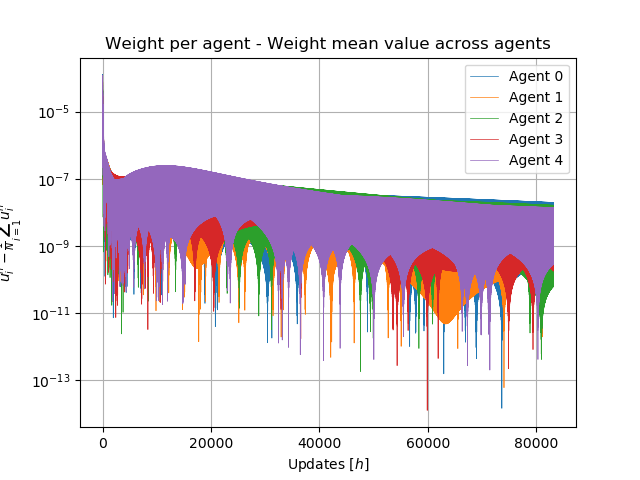 Weight per agent - Weight mean value across agents
Agent 0
Agent 1
Agent 2
Agent 3
Agent 4
10⁻⁵
10⁻⁷
10⁻⁹
10⁻¹¹
10⁻¹³
0
20000
40000
60000
80000
Updates [h]